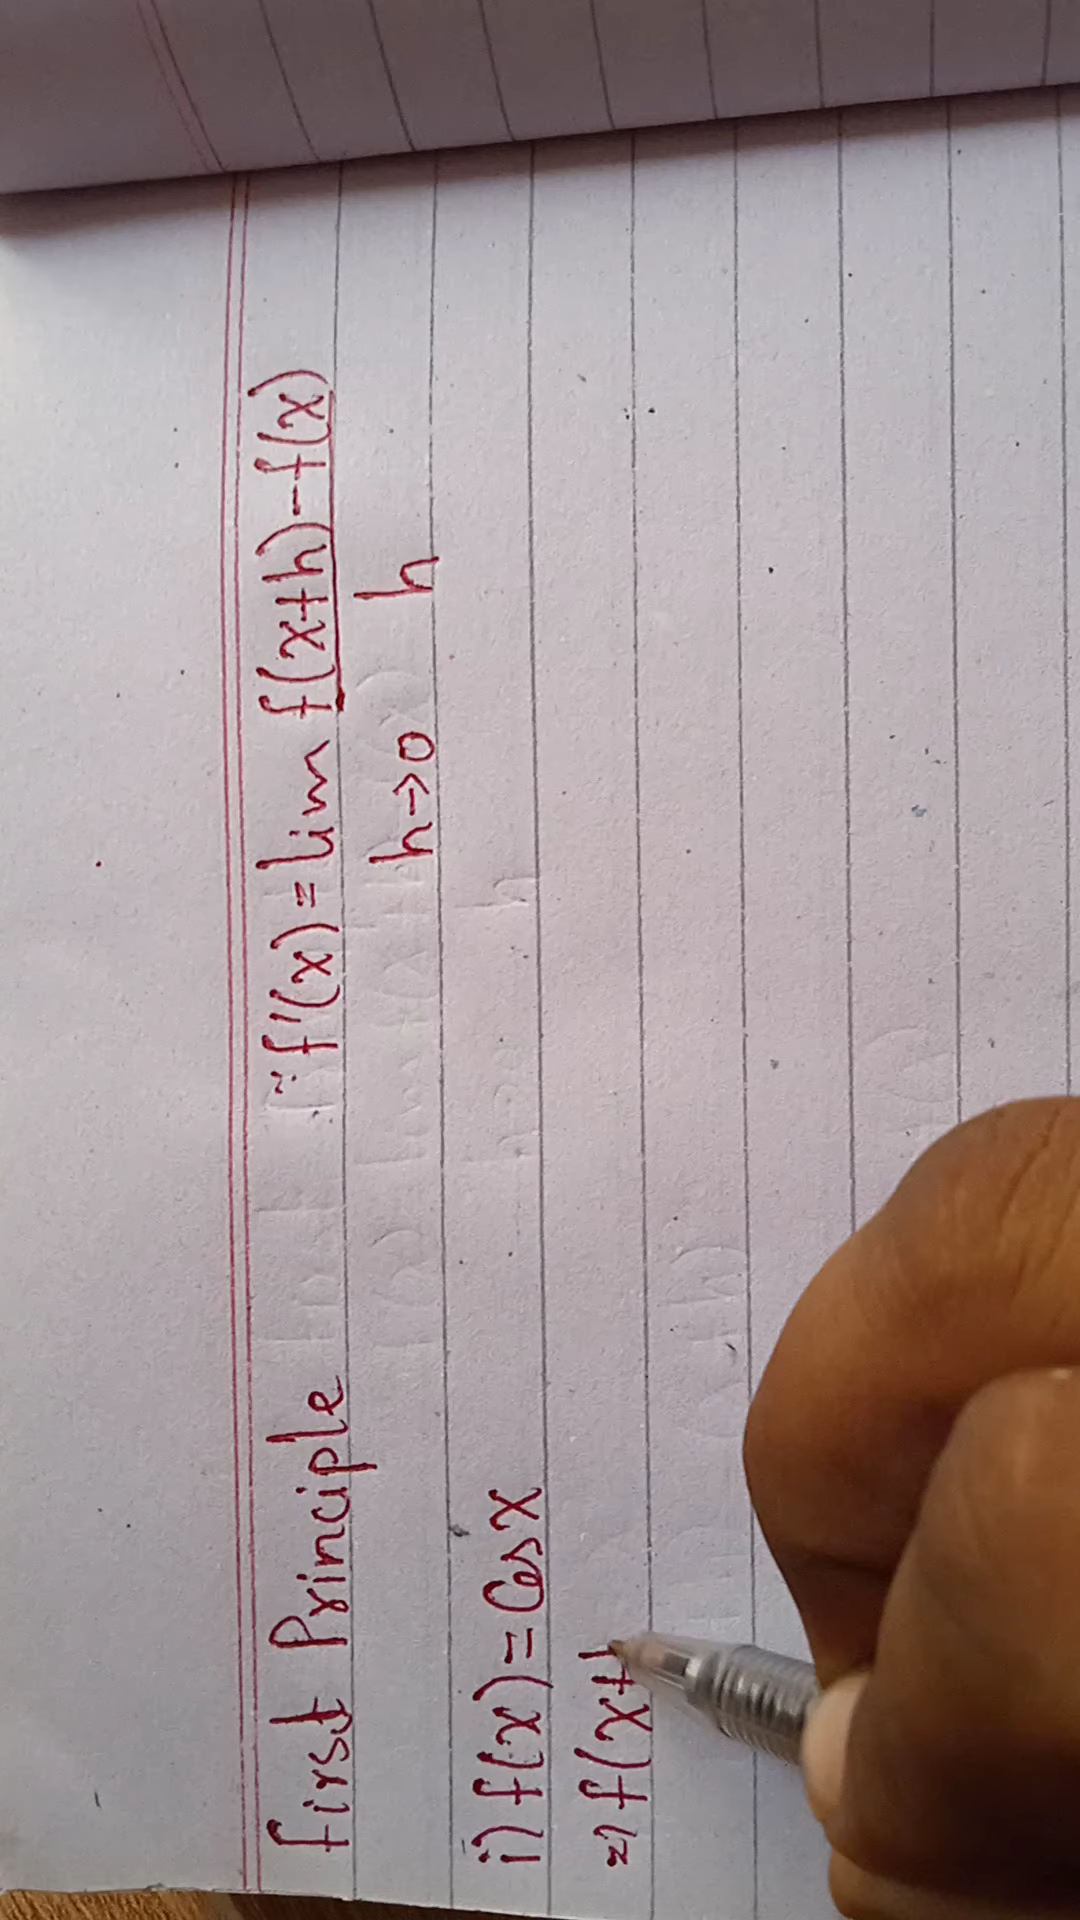 First Principle ∵ f'(x) = lim f(x+h)-f(x)
h→0 h
i) f(x) = Cos x
=> f(x+h